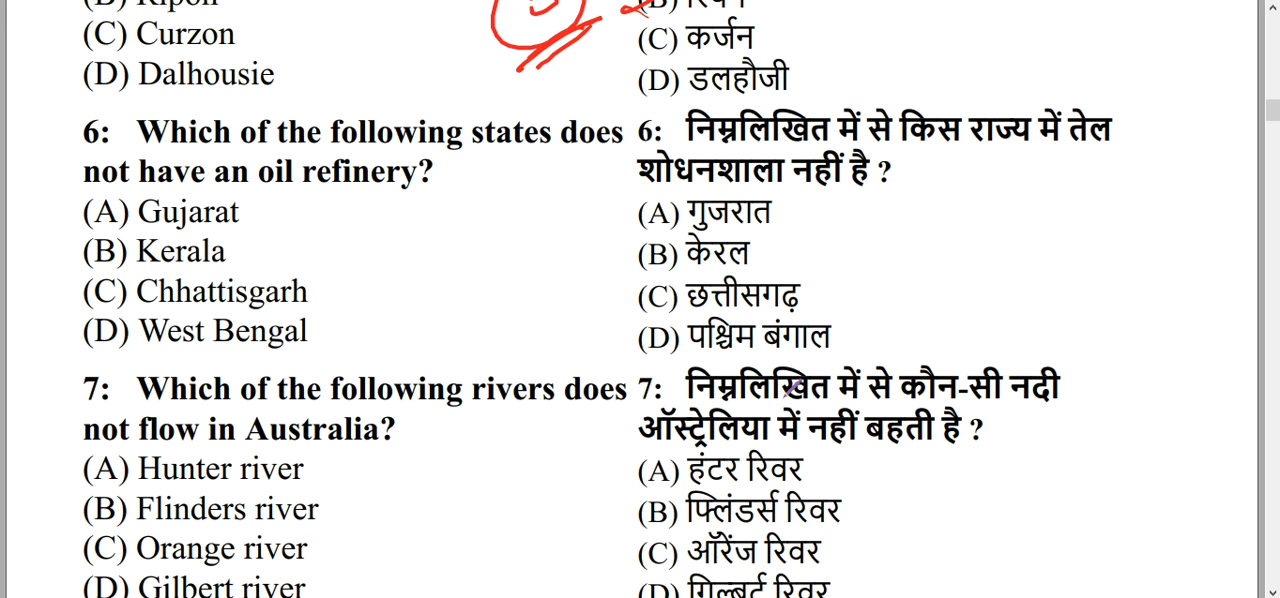 (C) Curzon
(D) Dalhousie
6: Which of the following states does
not have an oil refinery?
(A) Gujarat
(B) Kerala
(C) Chhattisgarh
(D) West Bengal
7: Which of the following rivers does
not flow in Australia?
(A) Hunter river
(B) Flinders river
(C) Orange river
(D) Gilbert river
(C) कर्जन
(D) डलहौजी
6: निम्नलिखित में से किस राज्य में तेल
शोधनशाला नहीं है ?
(A) गुजरात
(B) केरल
(C) छत्तीसगढ़
(D) पश्चिम बंगाल
7: निम्नलिखित में से कौन-सी नदी
ऑस्ट्रेलिया में नहीं बहती है ?
(A) हंटर रिवर
(B) फ्लिंडर्स रिवर
(C) ऑरेंज रिवर
(D) गिल्बर्ट रिवर